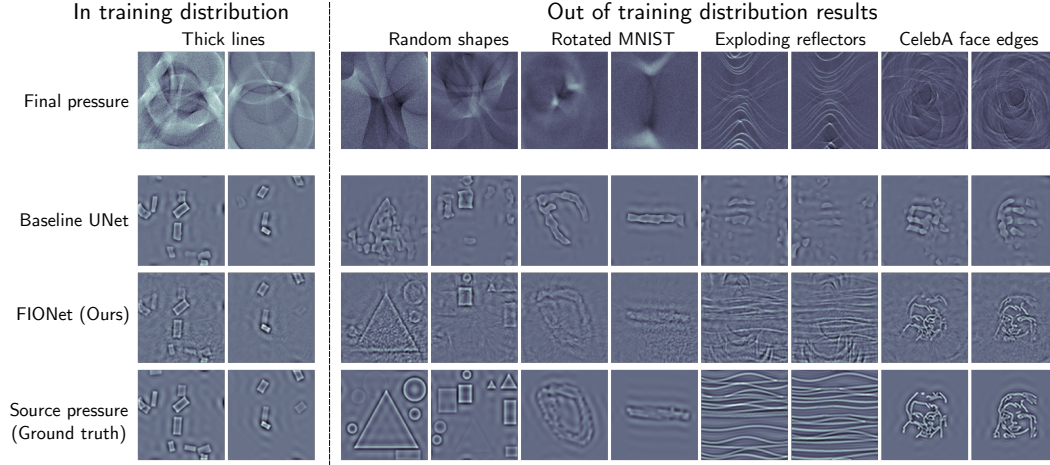 In training distribution
Out of training distribution results
Thick lines
Random shapes
Rotated MNIST
Exploding reflectors
CelebA face edges
Final pressure
Baseline UNet
FIONet (Ours)
Source pressure
(Ground truth)